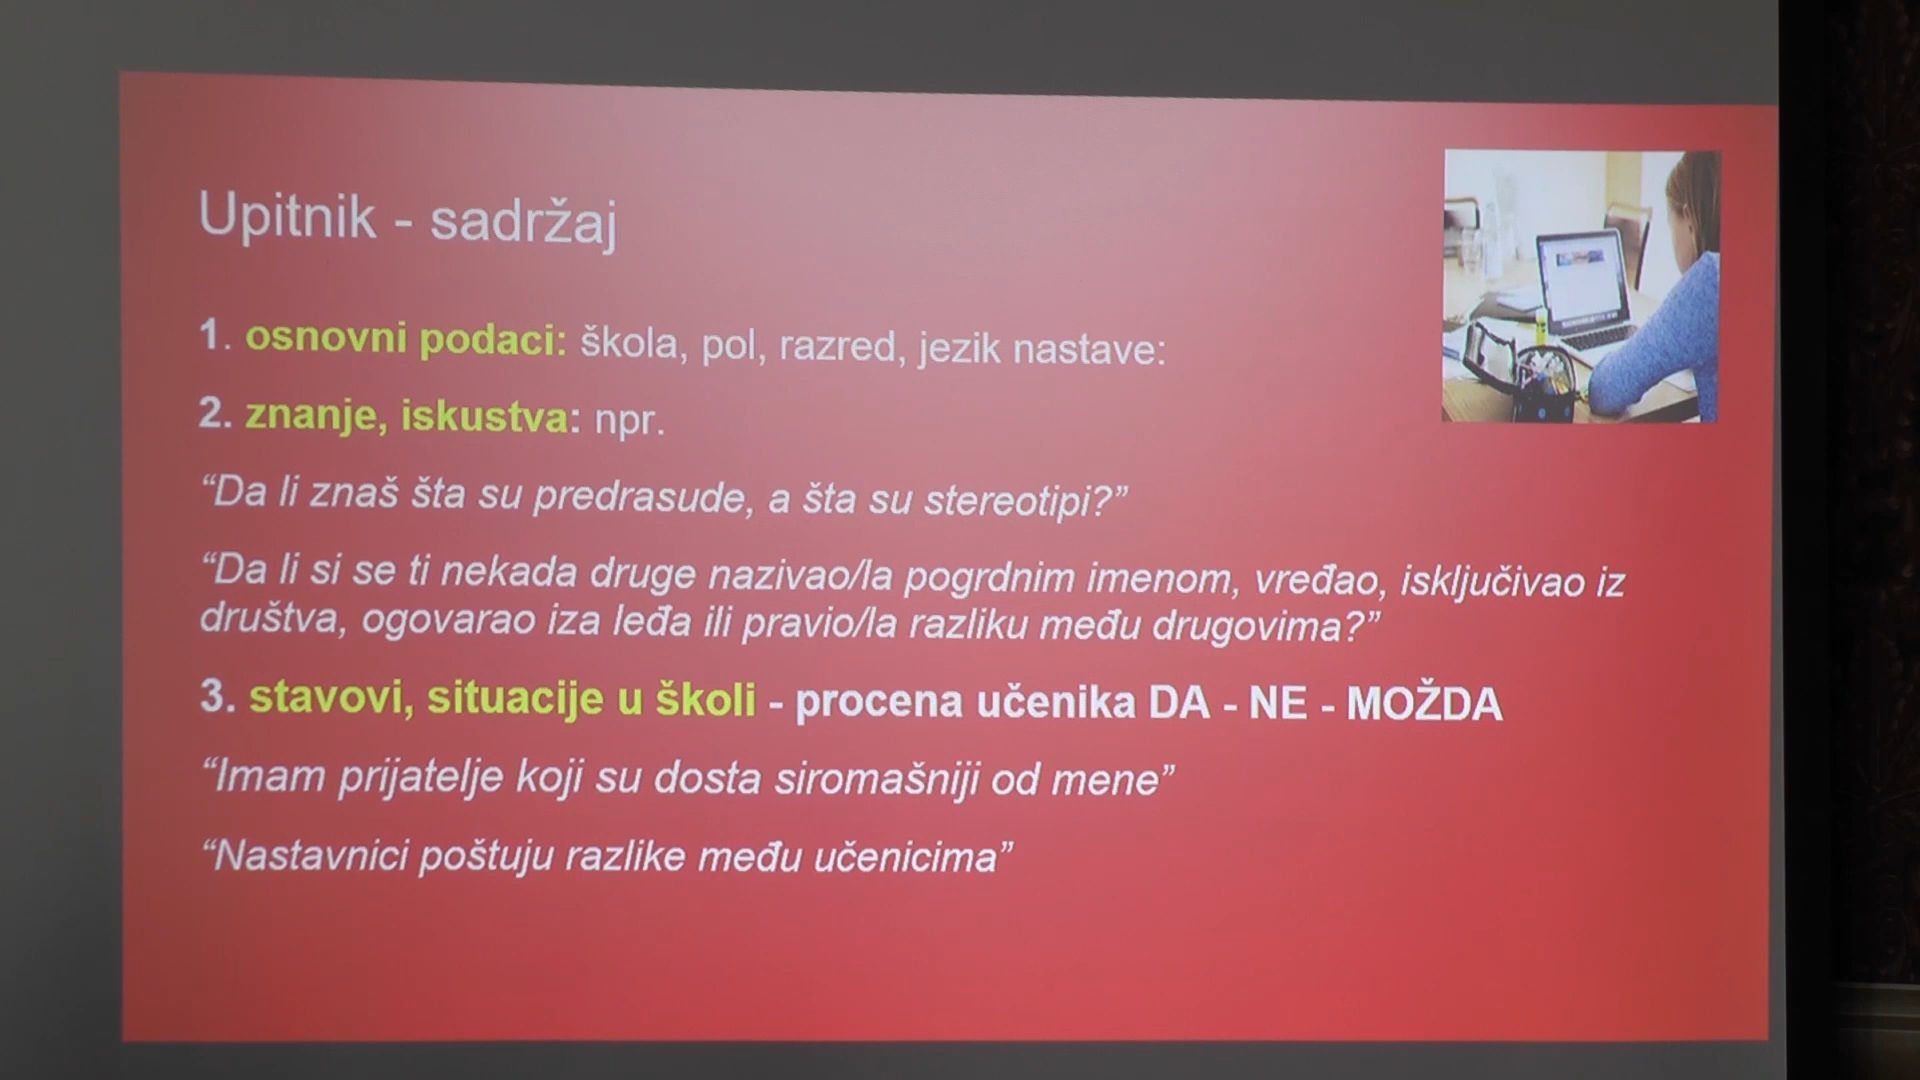 Upitnik - sadržaj
1. osnovni podaci: škola, pol, razred, jezik nastave:
2. znanje, iskustva: npr.
“Da li znaš šta su predrasude, a šta su stereotipi?”
“Da li si se ti nekada druge nazivao/la pogrdnim imenom, vređao, isključivao iz
društva, ogovarao iza leđa ili pravio/la razliku među drugovima?”
3. stavovi, situacije u školi - procena učenika DA - NE - MOŽDA
“Imam prijatelje koji su dosta siromašniji od mene”
“Nastavnici poštuju razlike među učenicima”